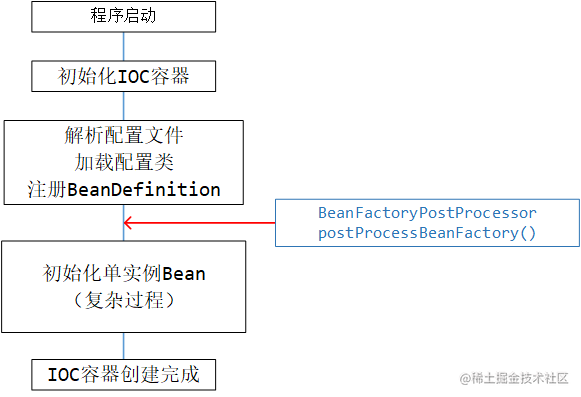 程序启动
初始化IOC容器
解析配置文件
加载配置类
注册BeanDefinition
BeanFactoryPostProcessor
postProcessBeanFactory()
初始化单实例Bean
（复杂过程）
IOC容器创建完成
@稀土掘金技术社区